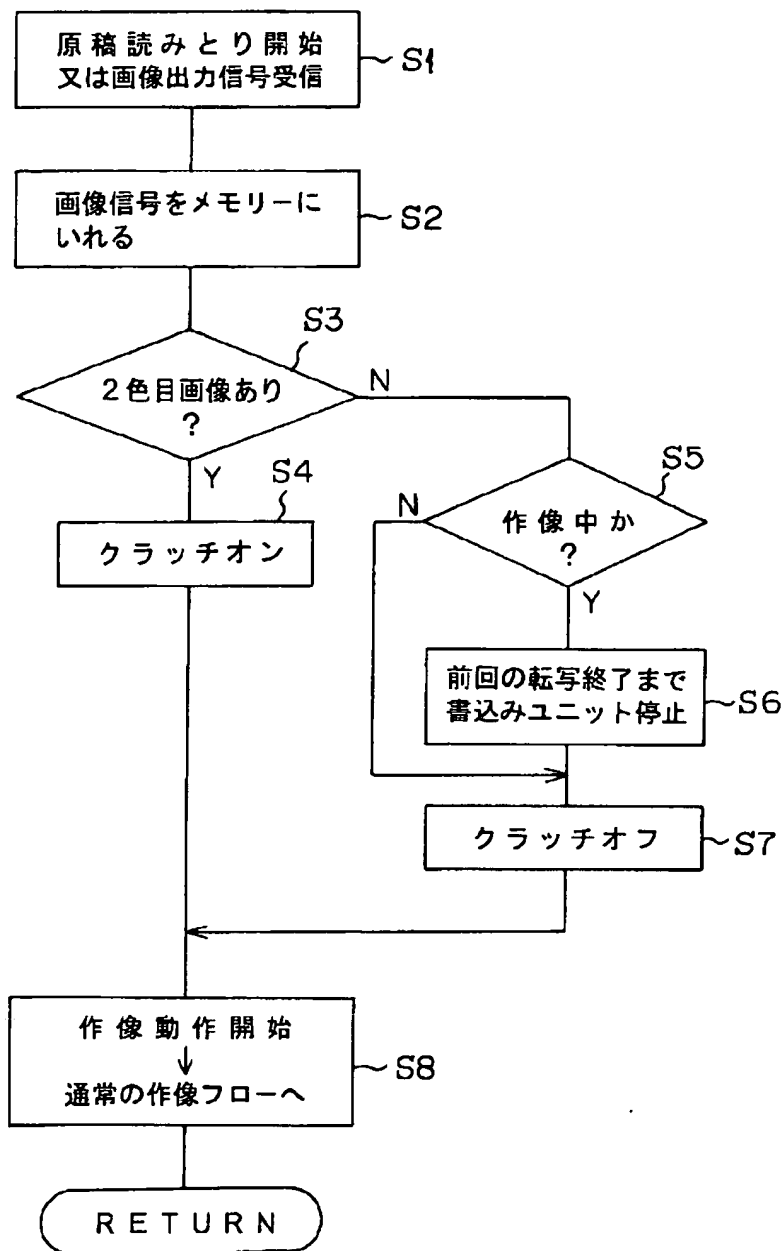 原稿読みとり開始
又は画像出力信号受信
S1
画像信号をメモリーに
いれる
S2
S3
2色目画像あり
?
N
Y
S4
クラッチオン
S5
作像中か
?
N
Y
前回の転写終了まで
書込みユニット停止
S6
クラッチオフ
S7
作像動作開始
↓
通常の作像フローへ
S8
RETURN